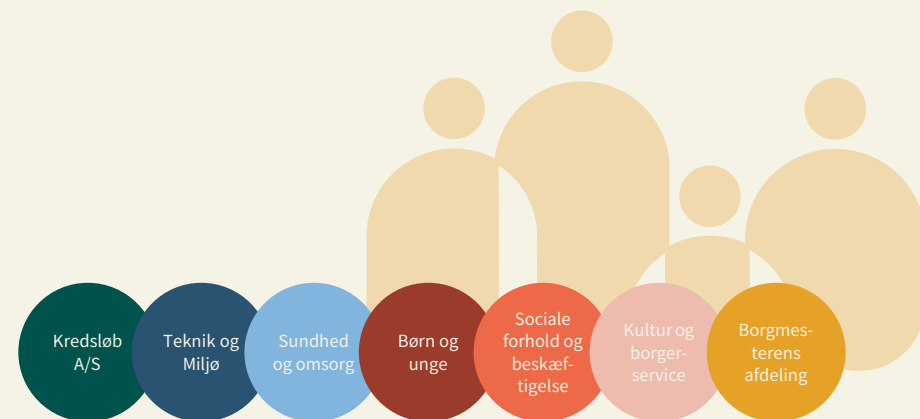 Kredsløb
A/S
Teknik og
Miljø
Sundhed
og omsorg
Børn og
unge
Sociale
forhold og
beskæf-
tigelse
Kultur og
borger-
service
Borgmes-
terens
afdeling